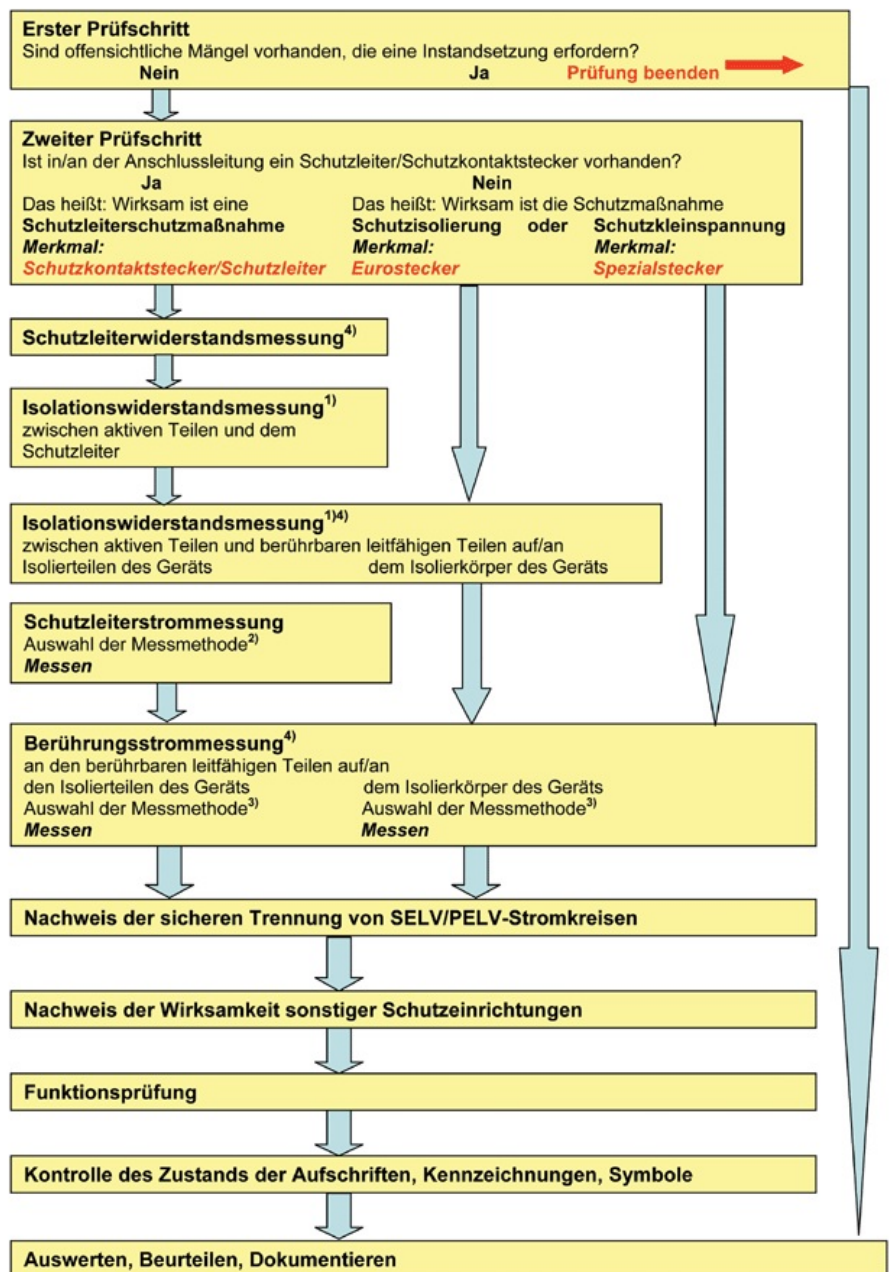 Erster Prüfschritt
Sind offensichtliche Mängel vorhanden, die eine Instandsetzung erfordern?
Nein Ja Prüfung beenden
Zweiter Prüfschritt
Ist in/an der Anschlussleitung ein Schutzleiter/Schutzkontaktstecker vorhanden?
Ja Nein
Das heißt: Wirksam ist eine Das heißt: Wirksam ist die Schutzmaßnahme
Schutzleiterschutzmaßnahme Schutzisolierung oder Schutzkleinspannung
Merkmal: Merkmal: Merkmal:
Schutzkontaktstecker/Schutzleiter Eurostecker Spezialstecker
Schutzleiterwiderstandsmessung4)
Isolationswiderstandsmessung1)
zwischen aktiven Teilen und dem
Schutzleiter
Isolationswiderstandsmessung1)4)
zwischen aktiven Teilen und berührbaren leitfähigen Teilen auf/an
Isolierteilen des Geräts dem Isolierkörper des Geräts
Schutzleiterstrommessung
Auswahl der Messmethode2)
Messen
Berührungsstrommessung4)
an den berührbaren leitfähigen Teilen auf/an
den Isolierteilen des Geräts dem Isolierkörper des Geräts
Auswahl der Messmethode3) Auswahl der Messmethode3)
Messen Messen
Nachweis der sicheren Trennung von SELV/PELV-Stromkreisen
Nachweis der Wirksamkeit sonstiger Schutzeinrichtungen
Funktionsprüfung
Kontrolle des Zustands der Aufschriften, Kennzeichnungen, Symbole
Auswerten, Beurteilen, Dokumentieren